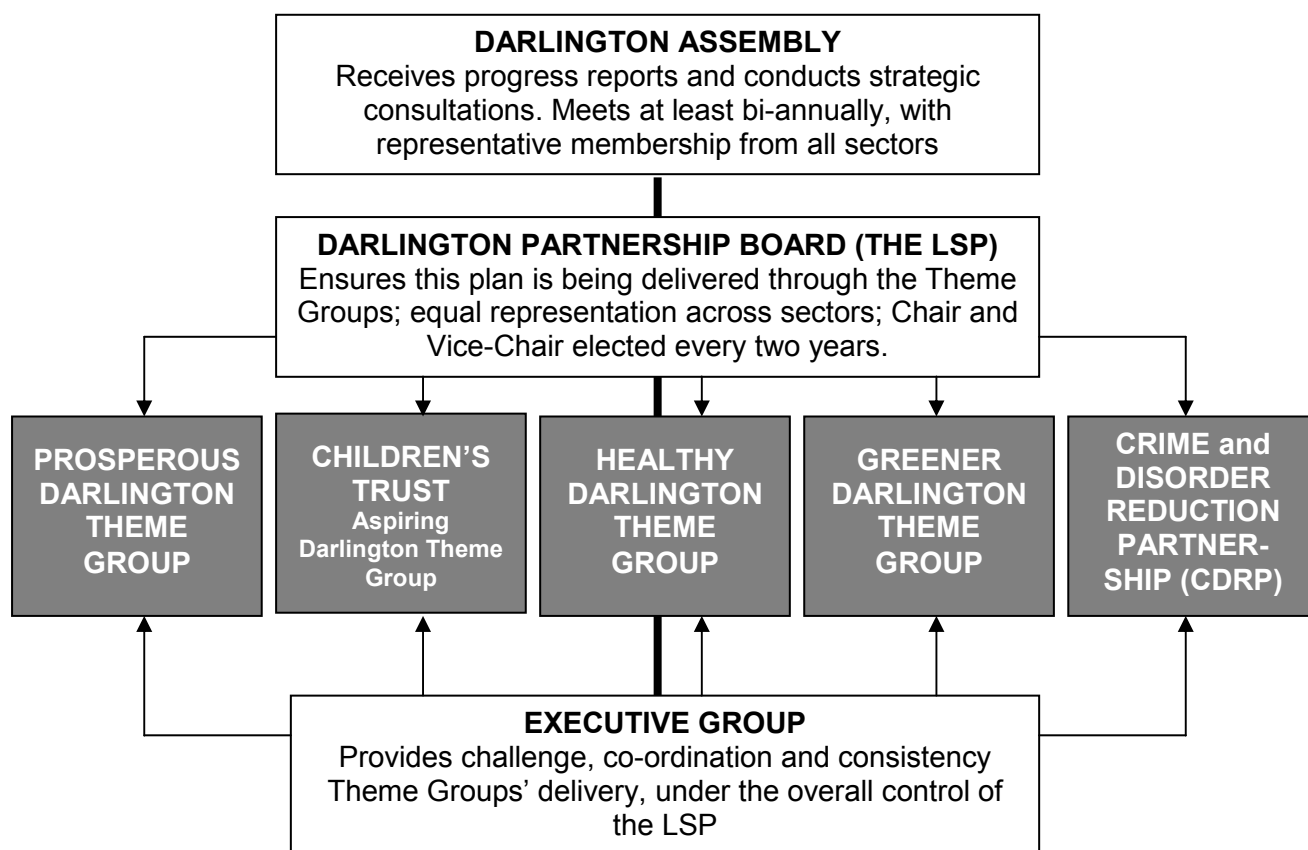 DARLINGTON ASSEMBLY
Receives progress reports and conducts strategic
consultations. Meets at least bi-annually, with
representative membership from all sectors
DARLINGTON PARTNERSHIP BOARD (THE LSP)
Ensures this plan is being delivered through the Theme
Groups; equal representation across sectors; Chair and
Vice-Chair elected every two years.
PROSPEROUS
DARLINGTON
THEME
GROUP
CHILDREN’S
TRUST
Aspiring
Darlington Theme
Group
HEALTHY
DARLINGTON
THEME
GROUP
GREENER
DARLINGTON
THEME
GROUP
CRIME and
DISORDER
REDUCTION
PARTNER-
SHIP (CDRP)
EXECUTIVE GROUP
Provides challenge, co-ordination and consistency
Theme Groups’ delivery, under the overall control of
the LSP